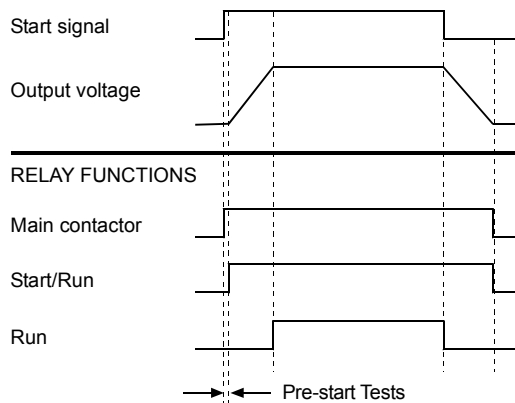 Start signal
Output voltage
RELAY FUNCTIONS
Main contactor
Start/Run
Run
Pre-start Tests